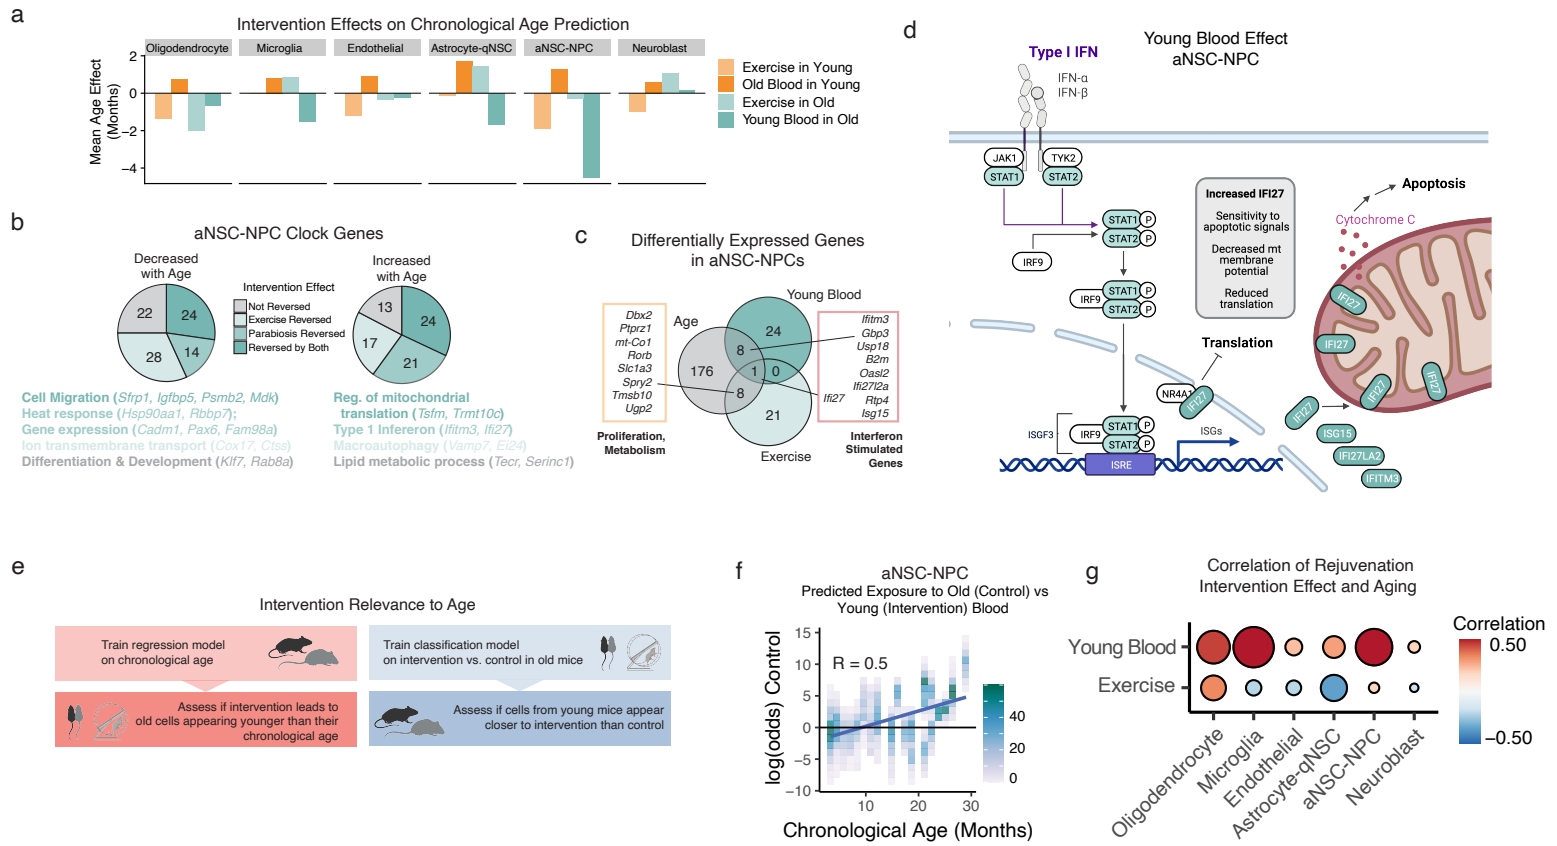 a
Intervention Effects on Chronological Age Prediction
Oligodendrocyte
Microglia
Endothelial
Astrocyte-qNSC
aNSC-NPC
Neuroblast
Mean Age Effect
(Months)
2
0
−2
−4
Exercise in Young
Old Blood in Young
Exercise in Old
Young Blood in Old
b
aNSC-NPC Clock Genes
Decreased
with Age
22
24
28
14
Intervention Effect
Not Reversed
Exercise Reversed
Parabiosis Reversed
Reversed by Both
Increased
with Age
13
24
17
21
Cell Migration (Sfrp1, Igfbp5, Psmb2, Mdk)
Heat response (Hsp90aa1, Rbbp7);
Gene expression (Cadm1, Pax6, Fam98a)
Ion transmembrane transport (Cox17, Ctss)
Differentiation & Development (Klf7, Rab8a)
Reg. of mitochondrial
translation (Tsfm, Trmt10c)
Type 1 Infereron (Ifitm3, Ifi27)
Macroautophagy (Vamp7, Ei24)
Lipid metabolic process (Tecr, Serinc1)
c
Differentially Expressed Genes
in aNSC-NPCs
Dbx2
Ptprz1
mt-Co1
Rorb
Slc1a3
Spry2
Tmsb10
Ugp2
Proliferation,
Metabolism
Age
Young Blood
Exercise
176
24
8
1
0
8
21
Ifi27
Ifitm3
Gbp3
Usp18
B2m
Oasl2
Ifi27l2a
Rtp4
Isg15
Interferon
Stimulated
Genes
d
Young Blood Effect
aNSC-NPC
Type I IFN
IFN-α
IFN-β
JAK1
STAT1
TYK2
STAT2
STAT1
P
STAT2
P
IRF9
IRF9
STAT1
P
STAT2
P
ISGF3
IRF9
STAT1
P
STAT2
P
ISRE
ISGs
NR4A1
IFI27
Translation
Increased IFI27
Sensitivity to
apoptotic signals
Decreased mt
membrane
potential
Reduced
translation
Apoptosis
Cytochrome C
IFI27
IFI27
IFI27
IFI27
IFI27
ISG15
IFI27LA2
IFITM3
e
Intervention Relevance to Age
Train regression model
on chronological age
Assess if intervention leads to
old cells appearing younger than their
chronological age
Train classification model
on intervention vs. control in old mice
Assess if cells from young mice appear
closer to intervention than control
f
aNSC-NPC
Predicted Exposure to Old (Control) vs
Young (Intervention) Blood
log(odds) Control
15
10
5
0
−5
−10
R = 0.5
10
20
30
Chronological Age (Months)
40
20
0
g
Correlation of Rejuvenation
Intervention Effect and Aging
Young Blood
Exercise
Oligodendrocyte
Microglia
Endothelial
Astrocyte-qNSC
aNSC-NPC
Neuroblast
Correlation
0.50
−0.50